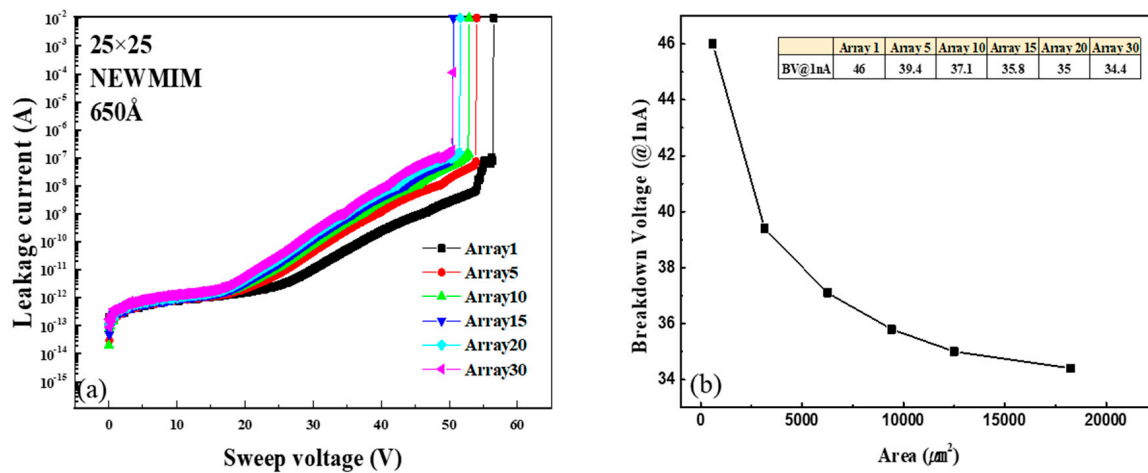 25×25
NEWMIM
650Å
Leakage current (A)
10-2
10-3
10-4
10-5
10-6
10-7
10-8
10-9
10-10
10-11
10-12
10-13
10-14
10-15
Array1
Array5
Array10
Array15
Array20
Array30
(a)
0 10 20 30 40 50 60
Sweep voltage (V)
Breakdown Voltage (@1nA)
46
44
42
40
38
36
34
Array 1 Array 5 Array 10 Array 15 Array 20 Array 30
BV@1nA 46 39.4 37.1 35.8 35 34.4
(b)
0 5000 10000 15000 20000
Area (㎛2)